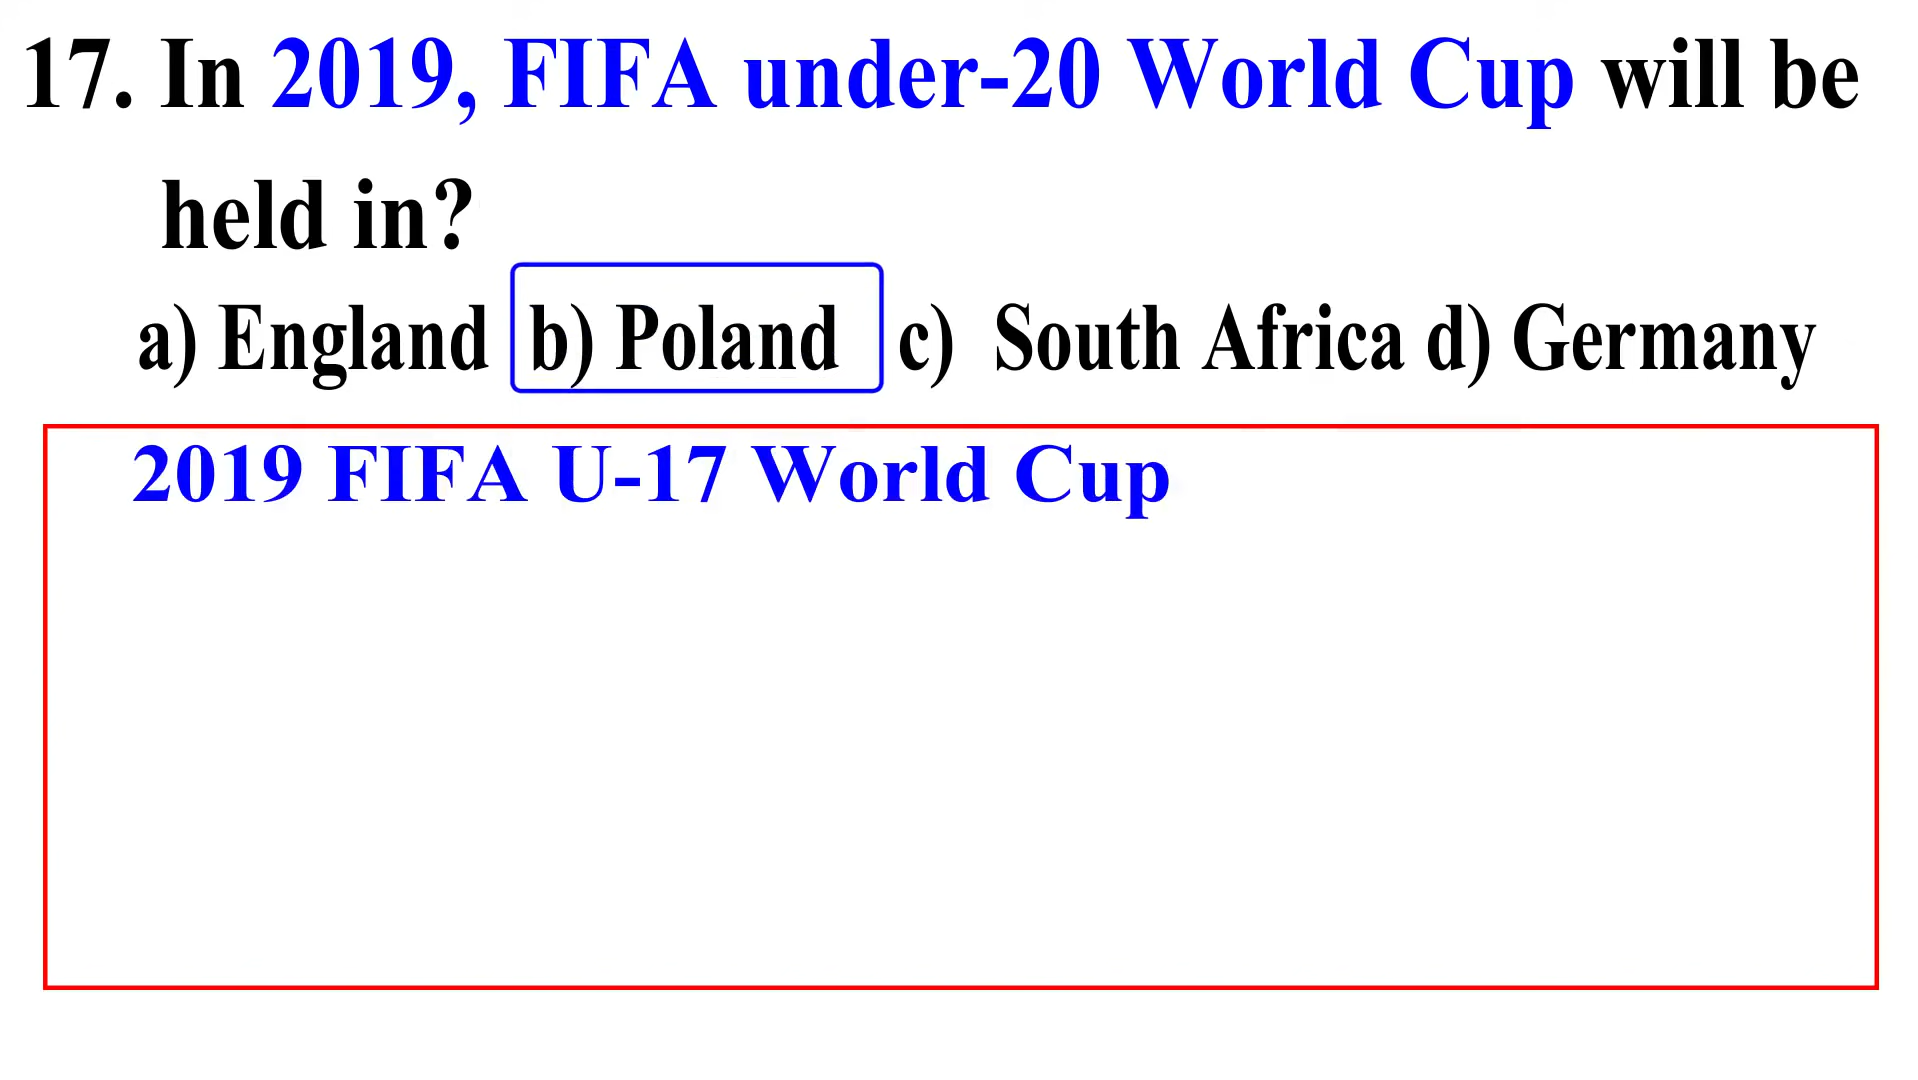 17. In 2019, FIFA under-20 World Cup will be
held in?
a) England b) Poland c) South Africa d) Germany
2019 FIFA U-17 World Cup